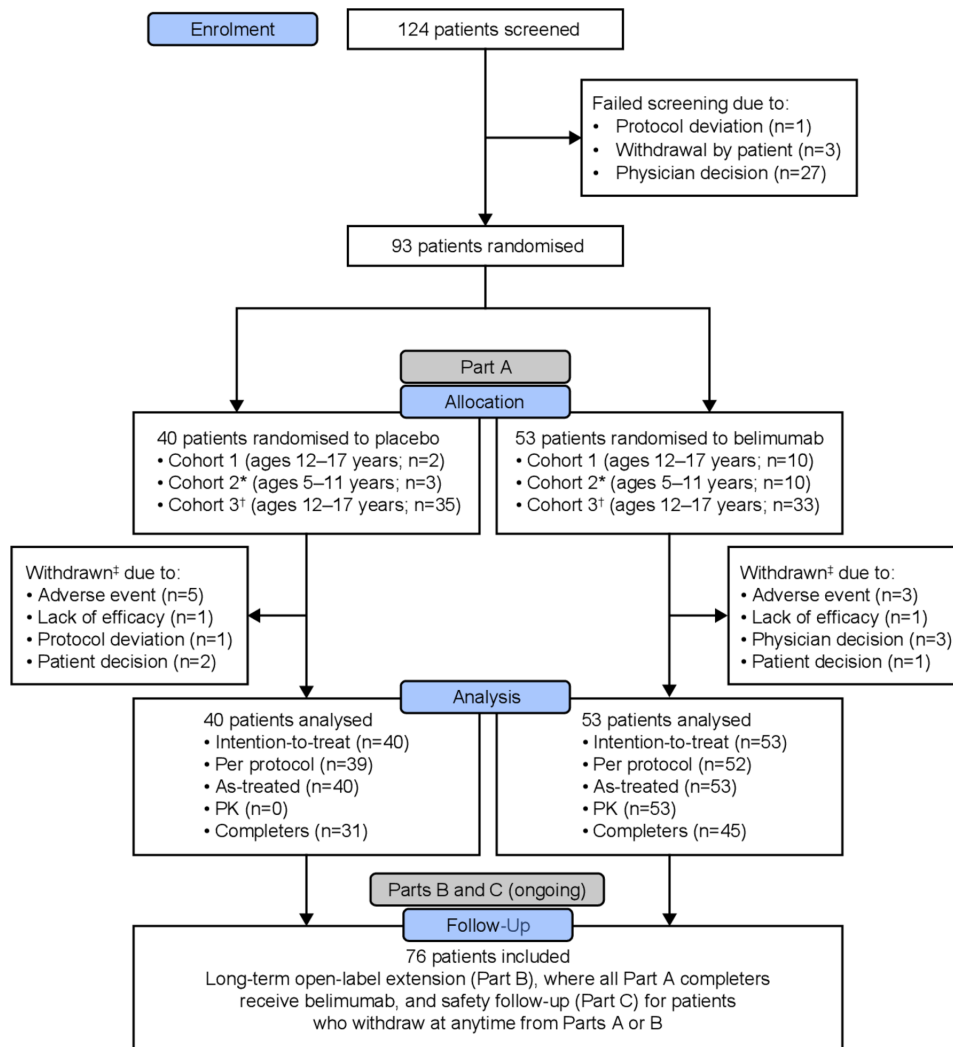 Enrolment
124 patients screened
Failed screening due to:
• Protocol deviation (n=1)
• Withdrawal by patient (n=3)
• Physician decision (n=27)
93 patients randomised
Part A
Allocation
40 patients randomised to placebo
• Cohort 1 (ages 12–17 years; n=2)
• Cohort 2* (ages 5–11 years; n=3)
• Cohort 3† (ages 12–17 years; n=35)
53 patients randomised to belimumab
• Cohort 1 (ages 12–17 years; n=10)
• Cohort 2* (ages 5–11 years; n=10)
• Cohort 3† (ages 12–17 years; n=33)
Withdrawn‡ due to:
• Adverse event (n=5)
• Lack of efficacy (n=1)
• Protocol deviation (n=1)
• Patient decision (n=2)
Withdrawn‡ due to:
• Adverse event (n=3)
• Lack of efficacy (n=1)
• Physician decision (n=3)
• Patient decision (n=1)
Analysis
40 patients analysed
• Intention-to-treat (n=40)
• Per protocol (n=39)
• As-treated (n=40)
• PK (n=0)
• Completers (n=31)
53 patients analysed
• Intention-to-treat (n=53)
• Per protocol (n=52)
• As-treated (n=53)
• PK (n=53)
• Completers (n=45)
Parts B and C (ongoing)
Follow-Up
76 patients included
Long-term open-label extension (Part B), where all Part A completers
receive belimumab, and safety follow-up (Part C) for patients
who withdraw at anytime from Parts A or B